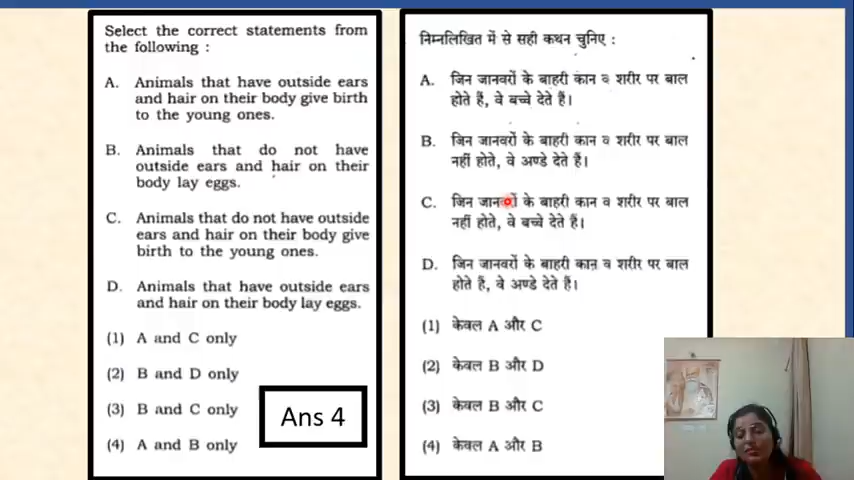 Select the correct statements from
the following :
A. Animals that have outside ears
and hair on their body give birth
to the young ones.
B. Animals that do not have
outside ears and hair on their
body lay eggs.
C. Animals that do not have outside
ears and hair on their body give
birth to the young ones.
D. Animals that have outside ears
and hair on their body lay eggs.
(1) A and C only
(2) B and D only
(3) B and C only
(4) A and B only
Ans 4
निम्नलिखित में से सही कथन चुनिए :
A. जिन जानवरों के बाहरी कान व शरीर पर बाल
होते हैं, वे बच्चे देते हैं।
B. जिन जानवरों के बाहरी कान व शरीर पर बाल
नहीं होते, वे अण्डे देते हैं।
C. जिन जानवरों के बाहरी कान व शरीर पर बाल
नहीं होते, वे बच्चे देते हैं।
D. जिन जानवरों के बाहरी कान व शरीर पर बाल
होते हैं, वे अण्डे देते हैं।
(1) केवल A और C
(2) केवल B और D
(3) केवल B और C
(4) केवल A और B